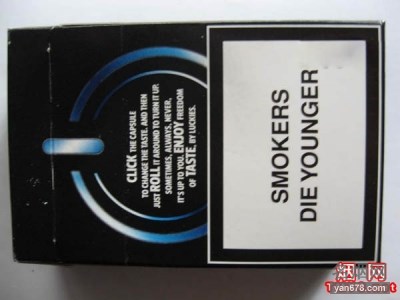 CLICK THE CAPSULE
TO CHANGE THE TASTE. AND THEN
JUST ROLL IT AROUND TO TURN IT UP.
SOMETIMES, ALWAYS, NEVER,
IT'S UP TO YOU. ENJOY FREEDOM
OF TASTE, BY LUCKIES.
SMOKERS
DIE YOUNGER
烟悦网
yan678.com